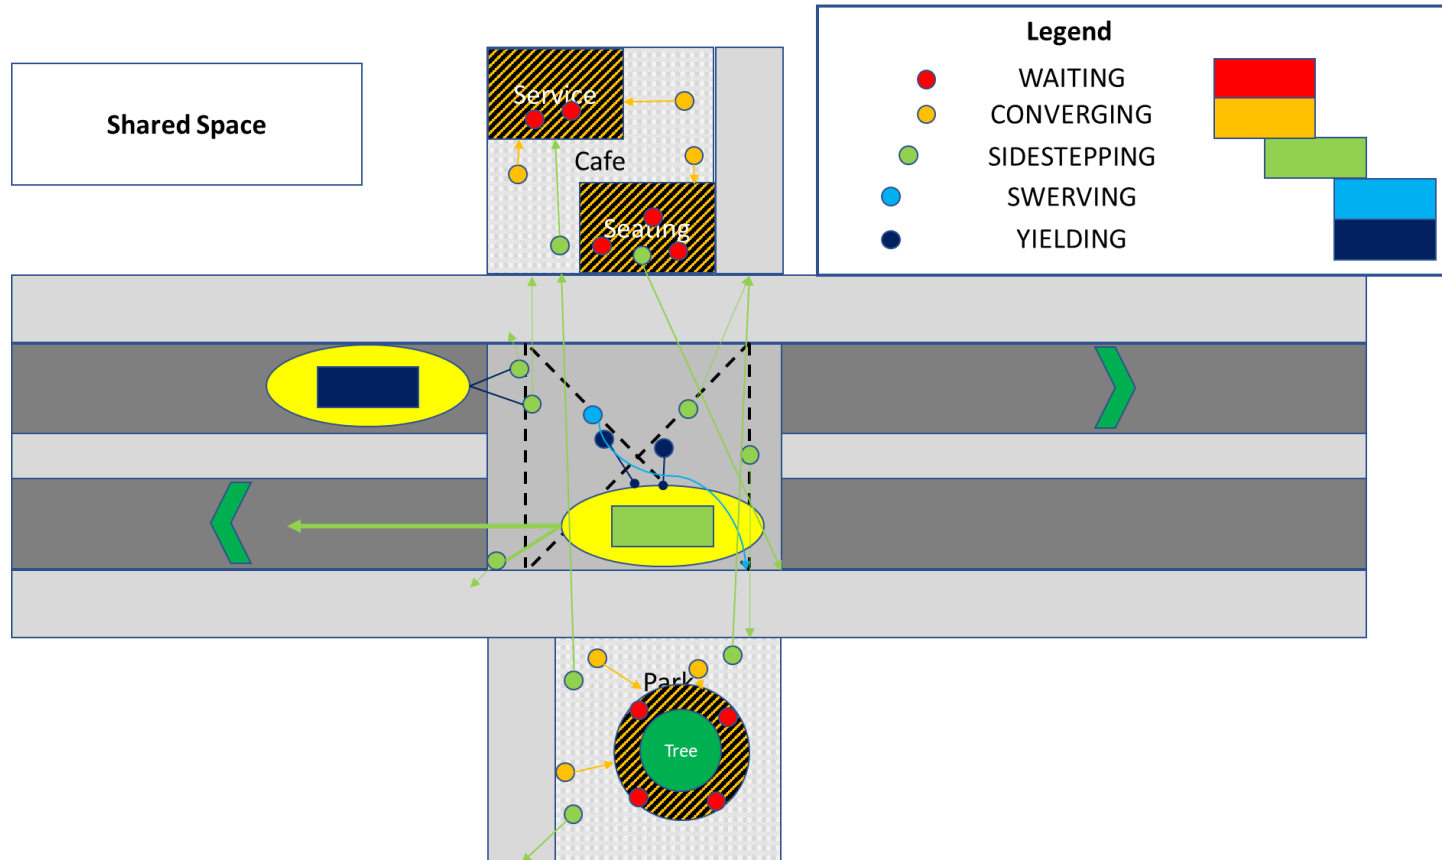 Shared Space
Legend
WAITING
CONVERGING
SIDESTEPPING
SWERVING
YIELDING
Service
Cafe
Seating
Park
Tree